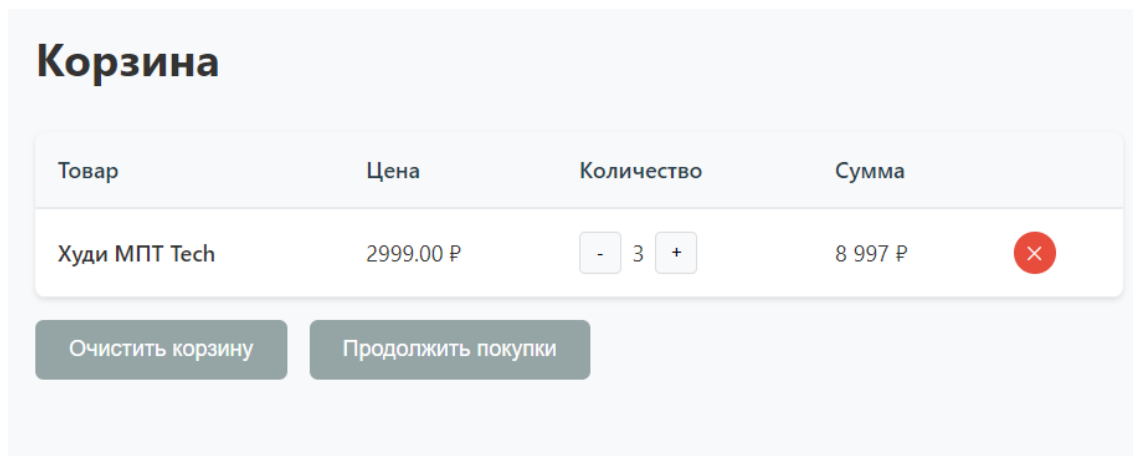 Корзина
Товар Цена Количество Сумма
Худи МПТ Tech 2999.00 ₽ - 3 + 8 997 ₽ ×
Очистить корзину Продолжить покупки